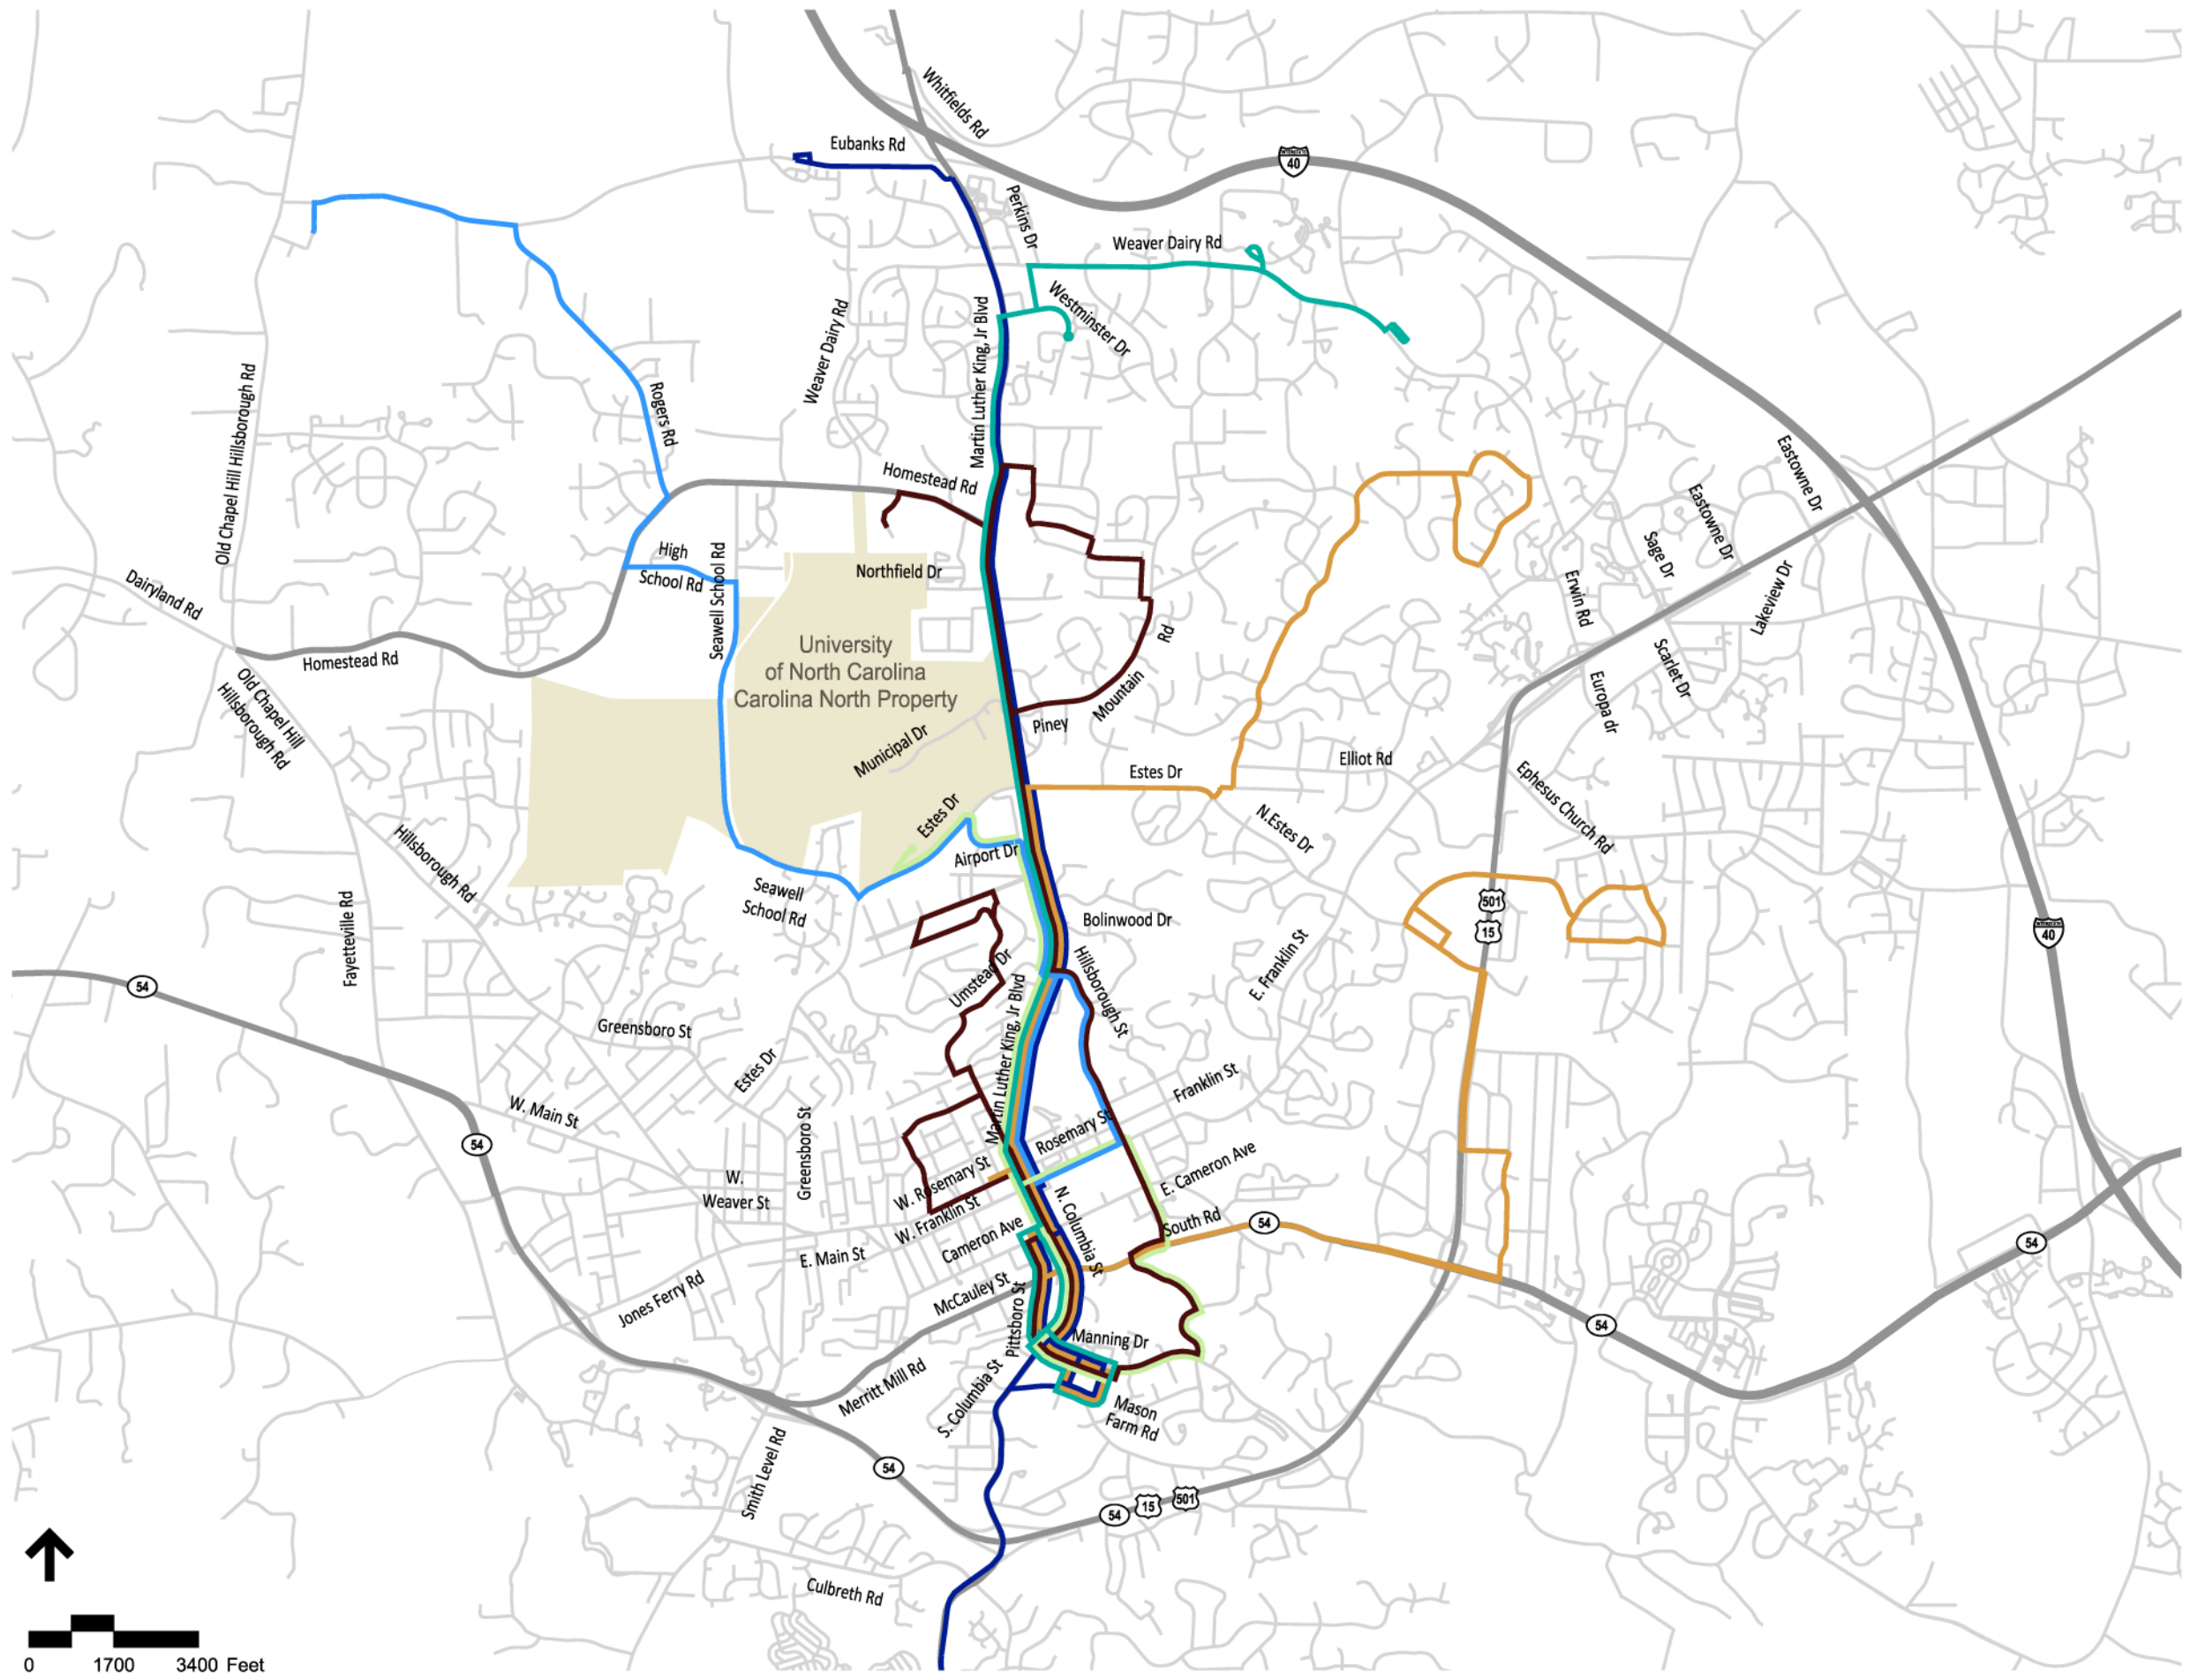 Whitfields Rd
Eubanks Rd
40
Perkins Dr
Weaver Dairy Rd
Westminster Dr
Weaver Dairy Rd
Martin Luther King, Jr Blvd
Old Chapel Hill Hillsborough Rd
Rogers Rd
Homestead Rd
Eastowne Dr
Eastowne Dr
Sage Dr
High
School Rd
Seawell School Rd
Northfield Dr
Dairyland Rd
Erwin Rd
Lakeview Dr
Homestead Rd
University
of North Carolina
Carolina North Property
Rd
Mountain
Piney
Scarlet Dr
Europa dr
Old Chapel Hill
Hillsborough Rd
Municipal Dr
Estes Dr
Elliot Rd
Ephesus Church Rd
Estes Dr
N.Estes Dr
Hillsborough Rd
Airport Dr
Seawell
School Rd
Fayetteville Rd
Bolinwood Dr
501
15
40
54
Umstead Dr
Hillsborough St
E. Franklin St
Martin Luther King, Jr Blvd
Greensboro St
Estes Dr
Franklin St
W. Main St
54
Greensboro St
Rosemary St
W. Rosemary St
E. Cameron Ave
W.
Weaver St
W. Franklin St
N. Columbia St
South Rd
54
54
Cameron Ave
E. Main St
McCauley St
Jones Ferry Rd
Pittsboro St
Manning Dr
54
Merritt Mill Rd
S. Columbia St
Mason
Farm Rd
Smith Level Rd
54
54
15
501
Culbreth Rd
0 1700 3400 Feet